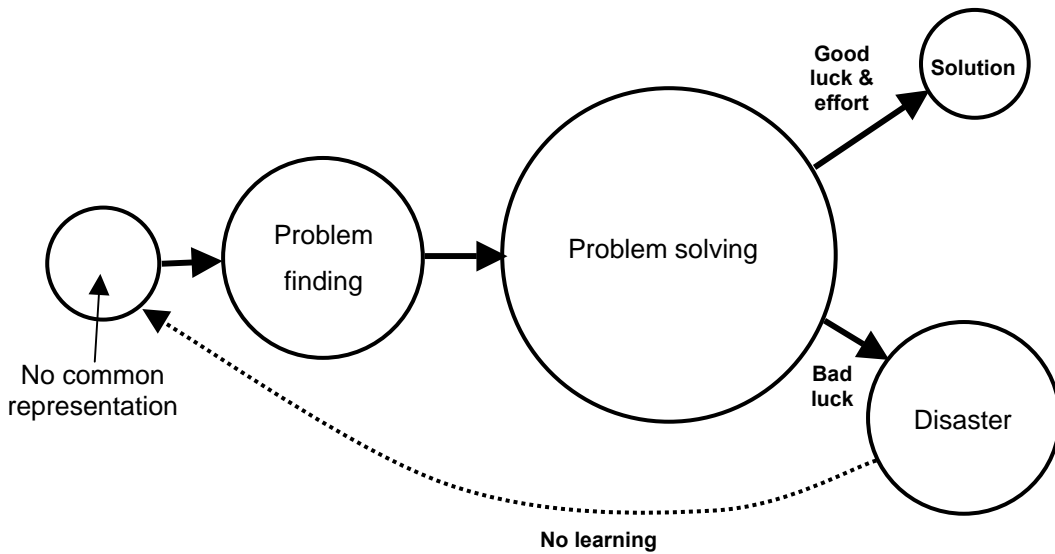 Good
luck &
effort
Solution
Problem
finding
Problem solving
No common
representation
Bad
luck
Disaster
No learning